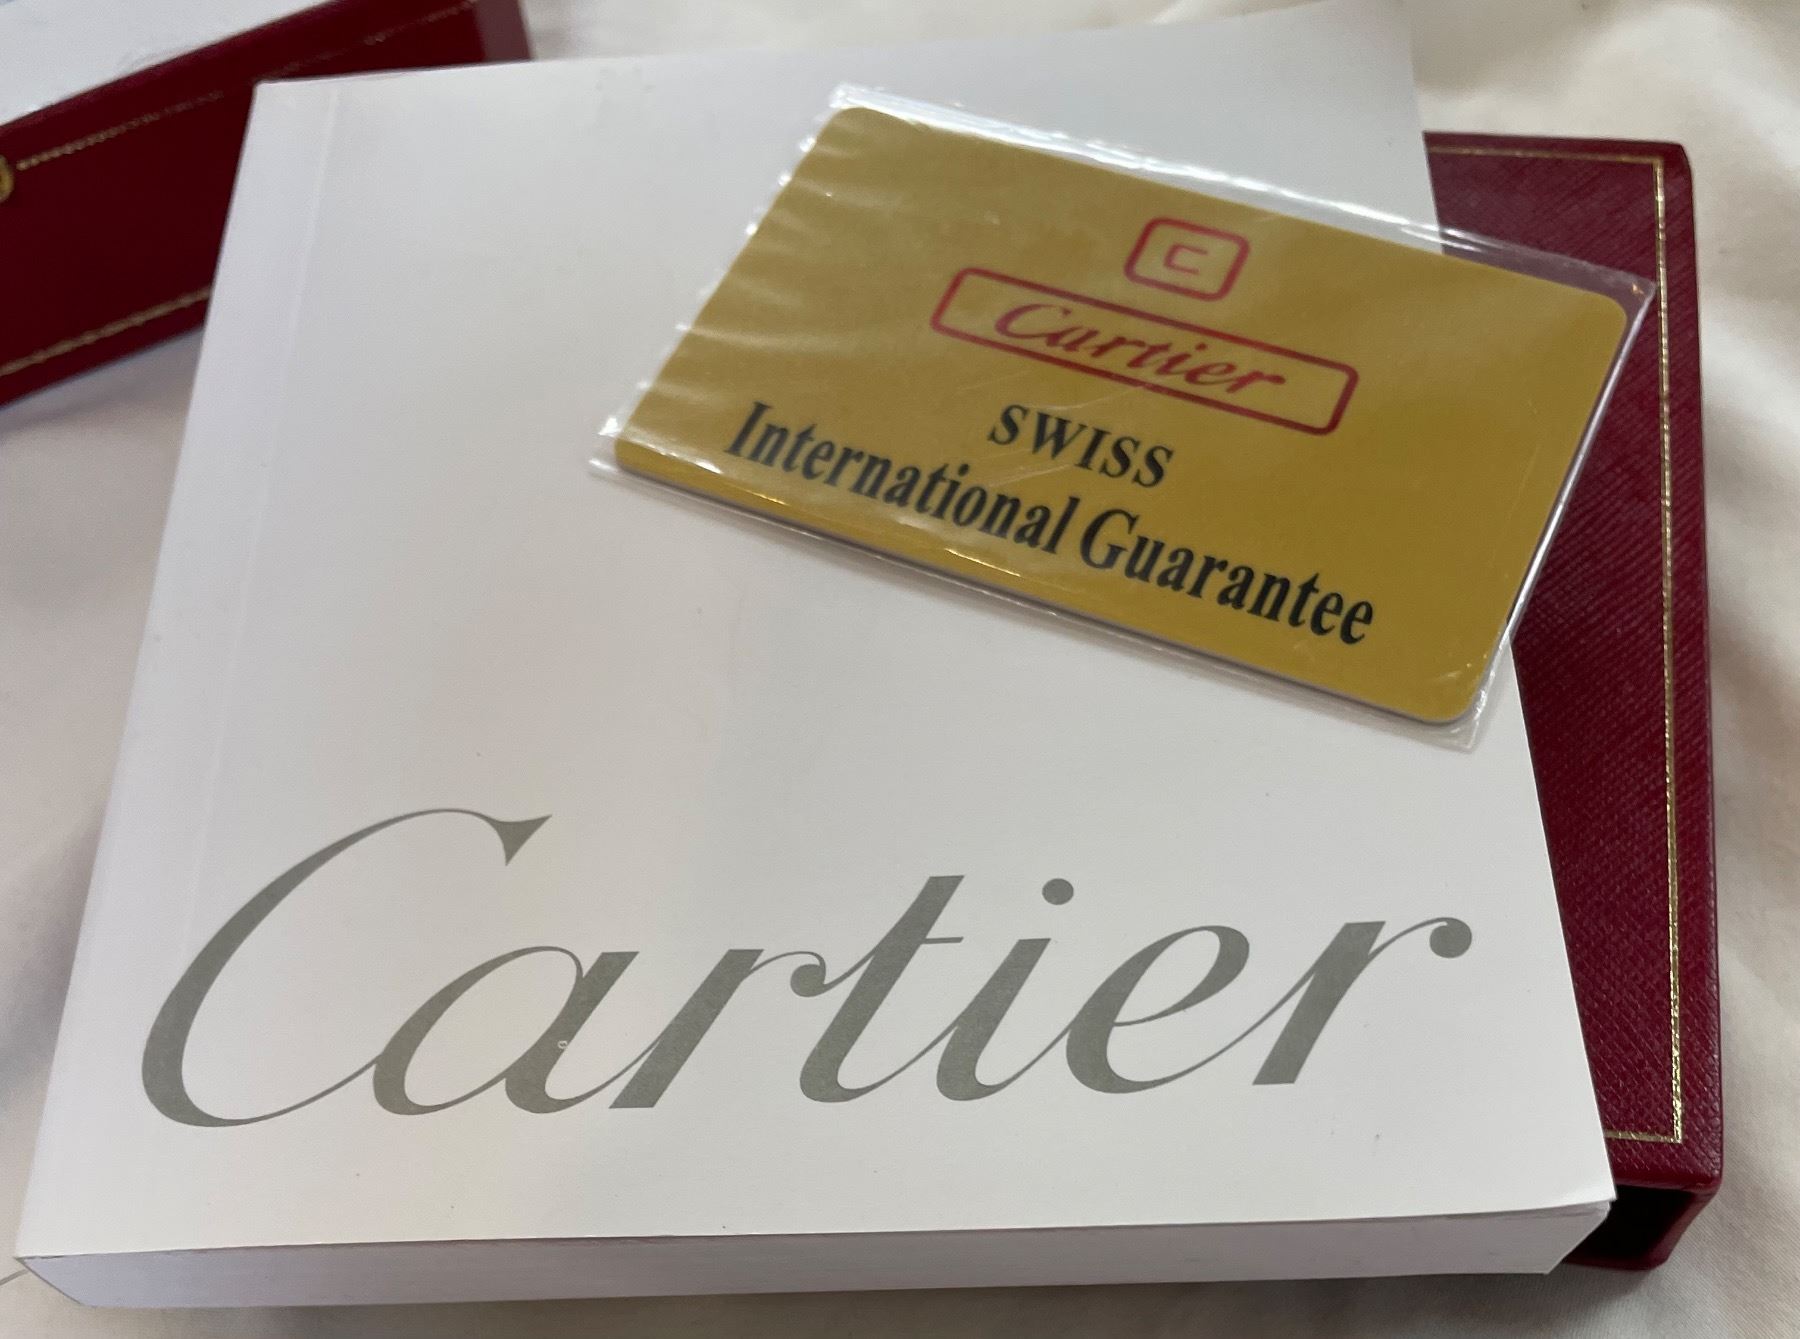 C
Cartier
SWISS
International Guarantee
Cartier